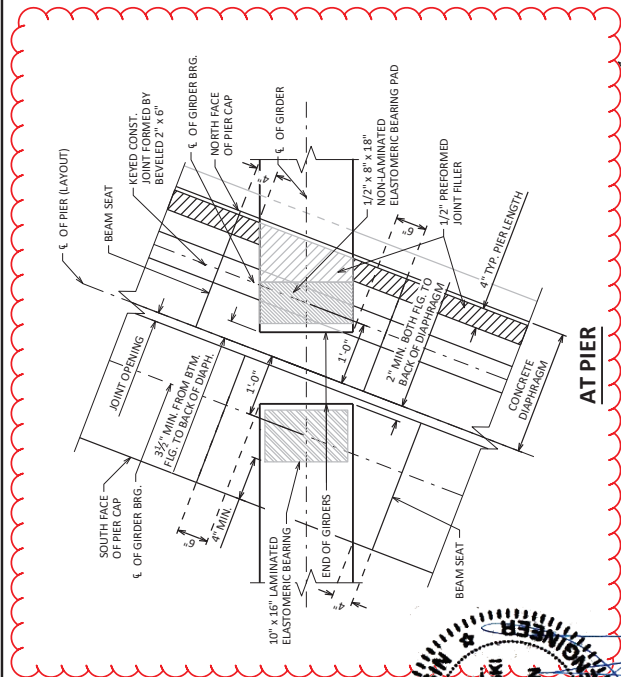 ℄ OF PIER (LAYOUT)
BEAM SEAT
KEYED CONST.
JOINT FORMED BY
BEVELED 2" x 6"
℄ OF GIRDER BRG.
NORTH FACE
OF PIER CAP
℄ OF GIRDER
1/2" x 8" x 18"
NON-LAMINATED
ELASTOMERIC BEARING PAD
1/2" PREFORMED
JOINT FILLER
4" TYP. PIER LENGTH
4"
6"
JOINT OPENING
3½" MIN. FROM BTM.
FLG. TO BACK OF DIAPH.
1'-0"
1'-0"
2" MIN. BOTH FLG. TO
BACK OF DIAPHRAGM
CONCRETE
DIAPHRAGM
SOUTH FACE
OF PIER CAP
℄ OF GIRDER BRG.
6"
4" MIN.
10" x 16" LAMINATED
ELASTOMERIC BEARING
END OF GIRDERS
4"
BEAM SEAT
AT PIER
ENGINEER